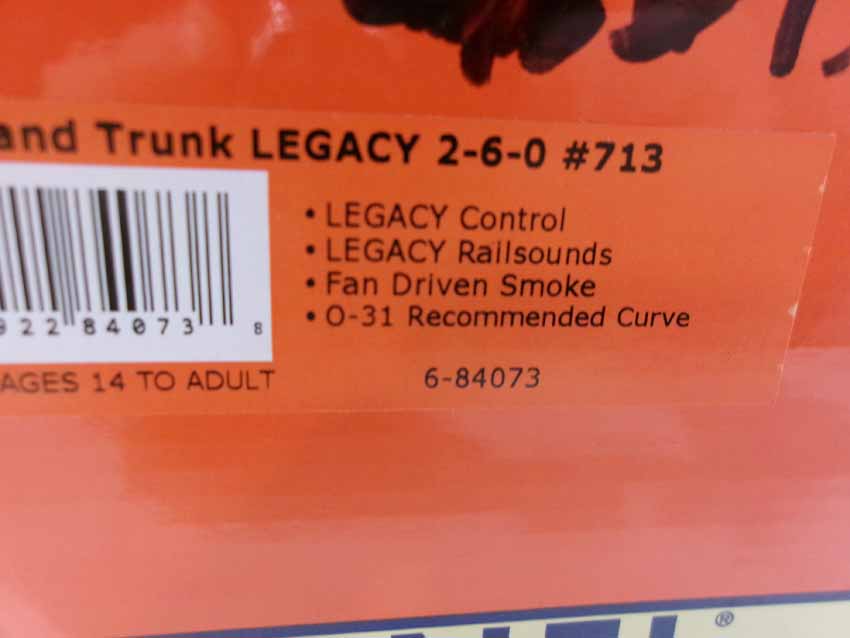 and Trunk LEGACY 2-6-0 #713
• LEGACY Control
• LEGACY Railsounds
• Fan Driven Smoke
• O-31 Recommended Curve
922 84073 8
AGES 14 TO ADULT
6-84073
®